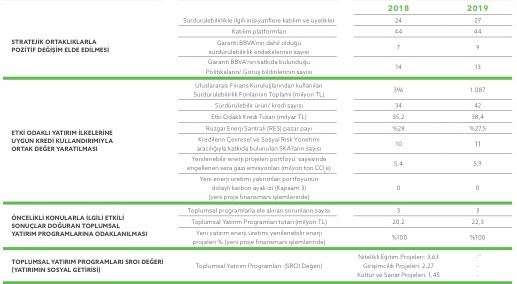 2018 2019
Sürdürülebilirlikle ilgili inisiyatiflere katılım ve üyelikler 24 27
STRATEJİK ORTAKLIKLARLA
POZİTİF DEĞİŞİM ELDE EDİLMESİ
Katılım platformları 44 44
Garanti BBVA'nın dahil olduğu
sürdürülebilirlik endekslerinin sayısı 7 9
Garanti BBVA'nın katkıda bulunduğu
Politikaların/ Görüş bildirilerinin sayısı 14 13
ETKİ ODAKLI YATIRIM İLKELERİNE
UYGUN KREDİ KULLANDIRIMIYLA
ORTAK DEĞER YARATILMASI
Uluslararası Finans Kuruluşlarından kullanılan
Sürdürülebilirlik Fonlarının Toplamı (milyon TL) 396 1.087
Sürdürülebilir ürün/ kredi sayısı 34 42
Etki Odaklı Kredi Tutarı (milyar TL) 35,2 38,4
Rüzgar Enerji Santrali (RES) pazar payı %28 %27,5
Kredilerin Çevresel ve Sosyal Risk Yönetimi
aracılığıyla katkıda bulunulan SKA'ların sayısı 10 11
Yenilenebilir enerji projeleri portföyü' sayesinde
engellenen sera gazı emisyonları (milyon ton CO₂e) 5,4 5,9
Yeni enerji üretimi yatırımları portföyünün
dolaylı karbon ayak izi (Kapsam 3)
(yeni proje finansmanı işlemlerinde) 0 0
ÖNCELİKLİ KONULARLA İLGİLİ ETKİLİ
SONUÇLAR DOĞURAN TOPLUMSAL
YATIRIM PROGRAMLARINA ODAKLANILMASI
Toplumsal programlarla ele alınan sorunların sayısı 3 3
Toplumsal Yatırım Programları tutarı (milyon TL) 20,2 22,3
Yeni yatırım enerji üretimi yenilenebilir enerji
projeleri % (yeni proje finansmanı işlemlerinde) %100 %100
TOPLUMSAL YATIRIM PROGRAMLARI SROI DEĞERİ
(YATIRIMIN SOSYAL GETİRİSİ)
Toplumsal Yatırım Programları (SROI Değeri)
Nitelikli Eğitim Projeleri: 3,63 -
Girişimcilik Projeleri: 2,27 -
Kültür ve Sanat Projeleri: 1,45 -